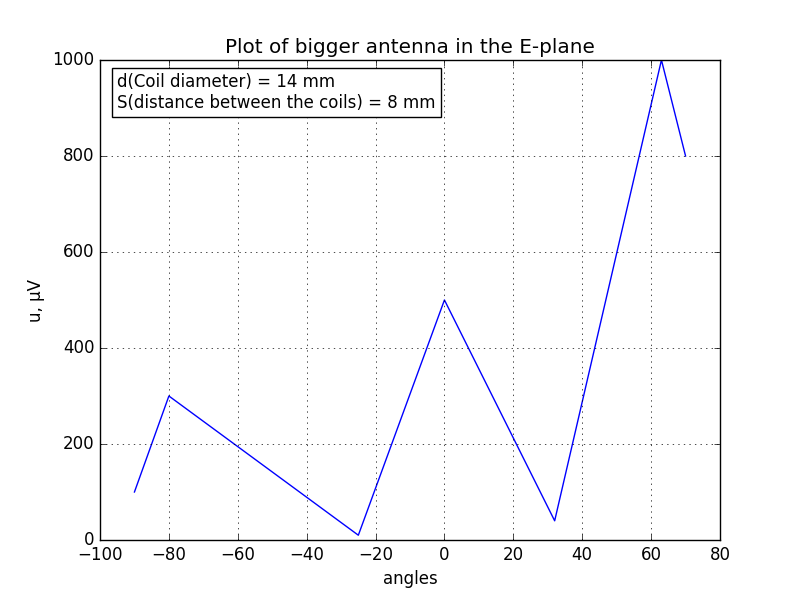 Plot of bigger antenna in the E-plane
d(Coil diameter) = 14 mm
S(distance between the coils) = 8 mm
1000
800
600
400
200
0
u, μV
−100 −80 −60 −40 −20 0 20 40 60 80
angles